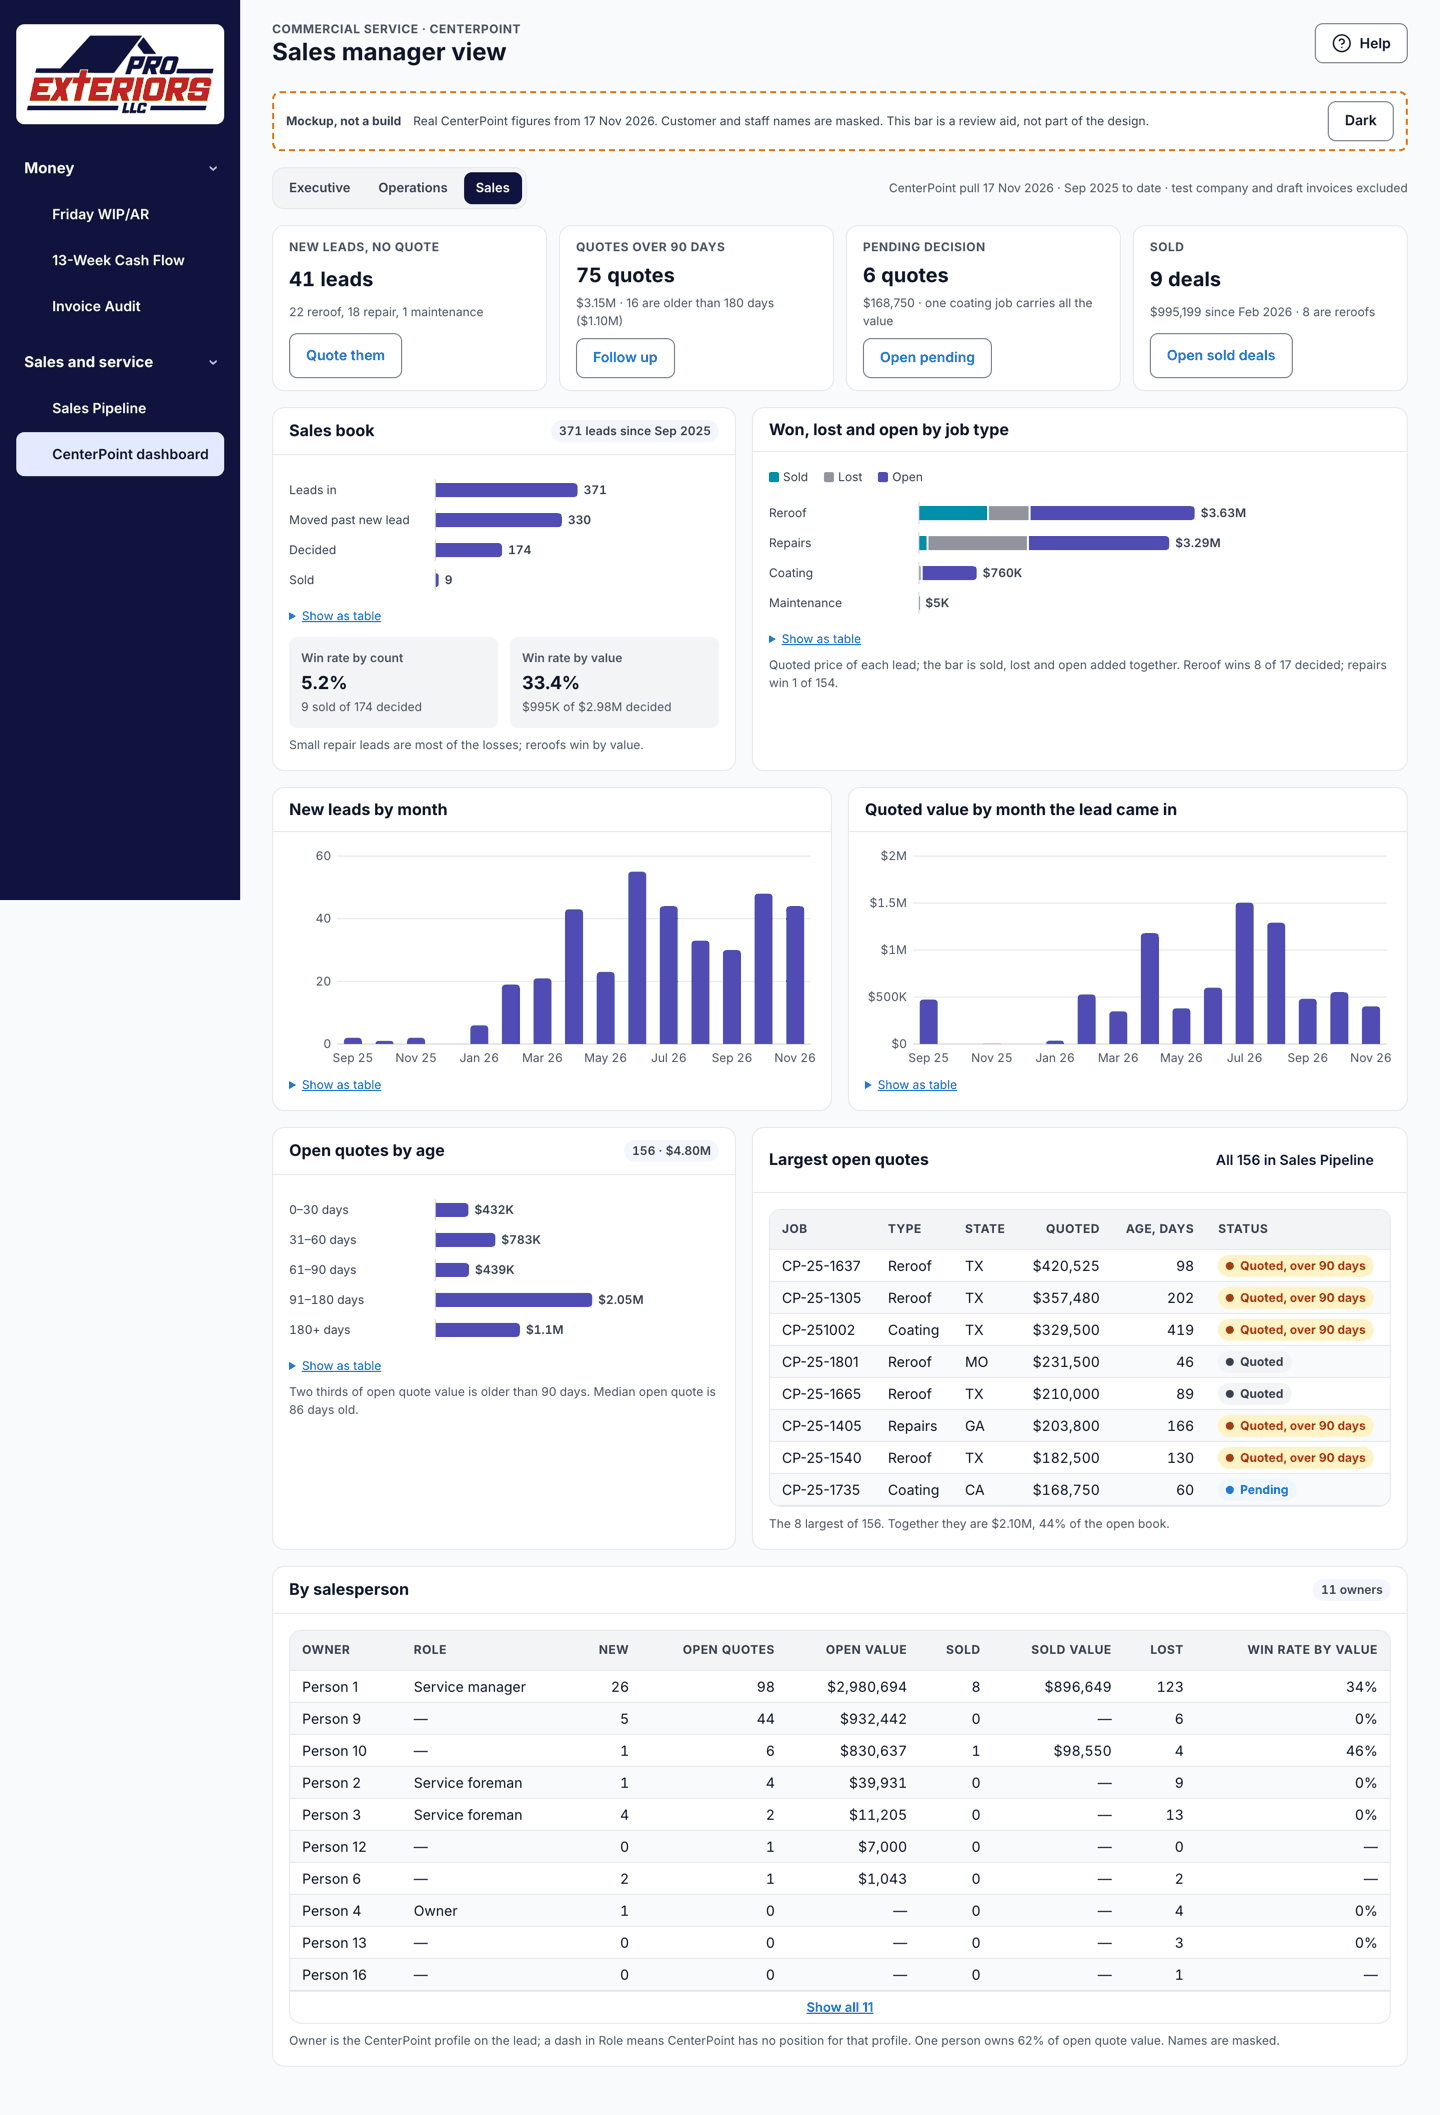 PRO
EXTERIORS
LLC
Money
Friday WIP/AR
13-Week Cash Flow
Invoice Audit
Sales and service
Sales Pipeline
CenterPoint dashboard
COMMERCIAL SERVICE · CENTERPOINT
Sales manager view
Help
Mockup, not a build Real CenterPoint figures from 17 Nov 2026. Customer and staff names are masked. This bar is a review aid, not part of the design.
Dark
Executive Operations Sales
CenterPoint pull 17 Nov 2026 · Sep 2025 to date · test company and draft invoices excluded
NEW LEADS, NO QUOTE
41 leads
22 reroof, 18 repair, 1 maintenance
Quote them
QUOTES OVER 90 DAYS
75 quotes
$3.15M · 16 are older than 180 days
($1.10M)
Follow up
PENDING DECISION
6 quotes
$168,750 · one coating job carries all the
value
Open pending
SOLD
9 deals
$995,199 since Feb 2026 · 8 are reroofs
Open sold deals
Sales book
371 leads since Sep 2025
Leads in 371
Moved past new lead 330
Decided 174
Sold 9
Show as table
Win rate by count
5.2%
9 sold of 174 decided
Win rate by value
33.4%
$995K of $2.98M decided
Small repair leads are most of the losses; reroofs win by value.
Won, lost and open by job type
Sold Lost Open
Reroof $3.63M
Repairs $3.29M
Coating $760K
Maintenance $5K
Show as table
Quoted price of each lead; the bar is sold, lost and open added together. Reroof wins 8 of 17 decided; repairs
win 1 of 154.
New leads by month
60
40
20
0
Sep 25 Nov 25 Jan 26 Mar 26 May 26 Jul 26 Sep 26 Nov 26
Show as table
Quoted value by month the lead came in
$2M
$1.5M
$1M
$500K
$0
Sep 25 Nov 25 Jan 26 Mar 26 May 26 Jul 26 Sep 26 Nov 26
Show as table
Open quotes by age
156 · $4.80M
0–30 days $432K
31–60 days $783K
61–90 days $439K
91–180 days $2.05M
180+ days $1.1M
Show as table
Two thirds of open quote value is older than 90 days. Median open quote is
86 days old.
Largest open quotes
All 156 in Sales Pipeline
JOB TYPE STATE QUOTED AGE, DAYS STATUS
CP-25-1637 Reroof TX $420,525 98 Quoted, over 90 days
CP-25-1305 Reroof TX $357,480 202 Quoted, over 90 days
CP-251002 Coating TX $329,500 419 Quoted, over 90 days
CP-25-1801 Reroof MO $231,500 46 Quoted
CP-25-1665 Reroof TX $210,000 89 Quoted
CP-25-1405 Repairs GA $203,800 166 Quoted, over 90 days
CP-25-1540 Reroof TX $182,500 130 Quoted, over 90 days
CP-25-1735 Coating CA $168,750 60 Pending
The 8 largest of 156. Together they are $2.10M, 44% of the open book.
By salesperson
11 owners
OWNER ROLE NEW OPEN QUOTES OPEN VALUE SOLD SOLD VALUE LOST WIN RATE BY VALUE
Person 1 Service manager 26 98 $2,980,694 8 $896,649 123 34%
Person 9 — 5 44 $932,442 0 — 6 0%
Person 10 — 1 6 $830,637 1 $98,550 4 46%
Person 2 Service foreman 1 4 $39,931 0 — 9 0%
Person 3 Service foreman 4 2 $11,205 0 — 13 0%
Person 12 — 0 1 $7,000 0 — 0 —
Person 6 — 2 1 $1,043 0 — 2 —
Person 4 Owner 1 0 — 0 — 4 0%
Person 13 — 0 0 — 0 — 3 0%
Person 16 — 0 0 — 0 — 1 —
Show all 11
Owner is the CenterPoint profile on the lead; a dash in Role means CenterPoint has no position for that profile. One person owns 62% of open quote value. Names are masked.